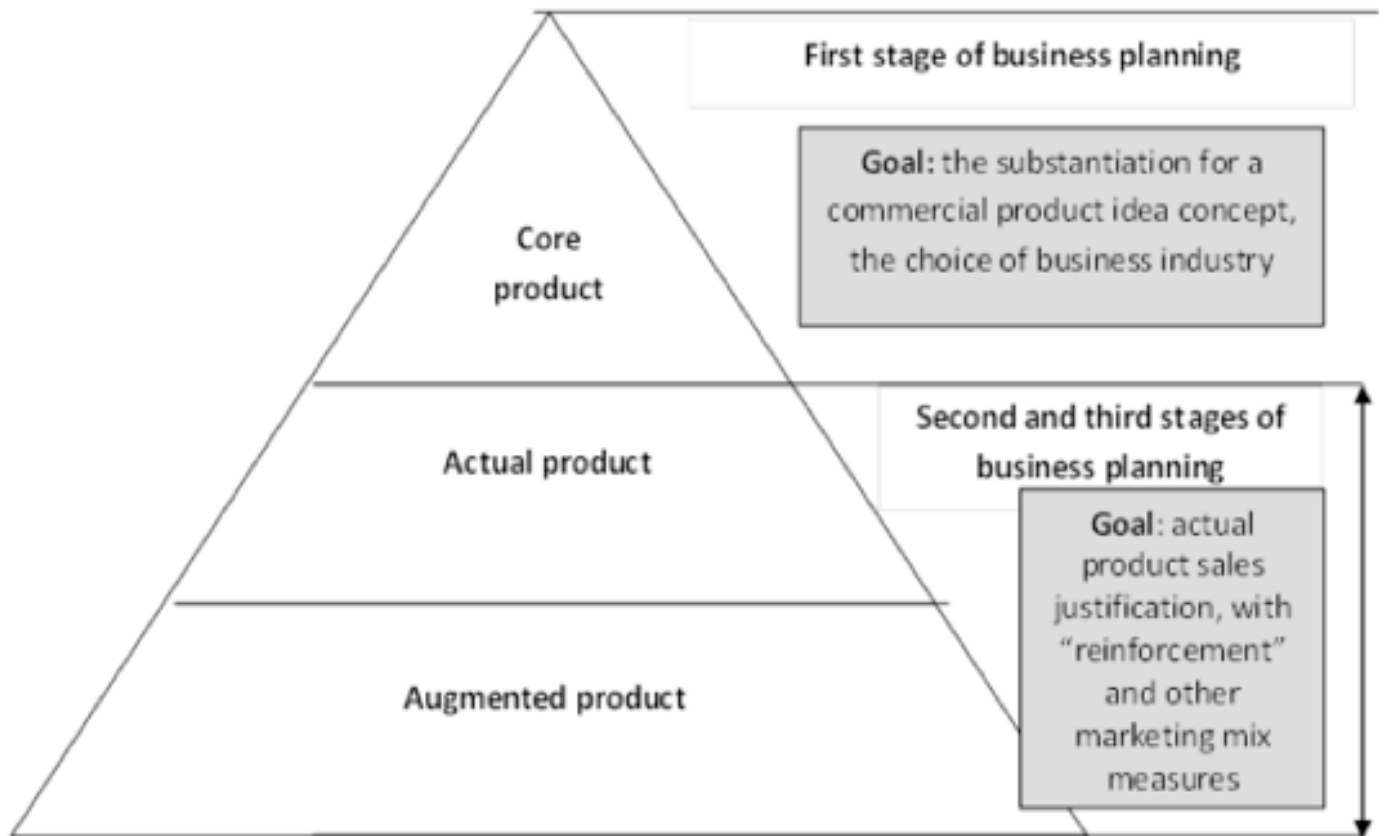 First stage of business planning
Goal: the substantiation for a
commercial product idea concept,
the choice of business industry
Core
product
Second and third stages of
business planning
Actual product
Goal: actual
product sales
justification, with
“reinforcement”
and other
marketing mix
measures
Augmented product